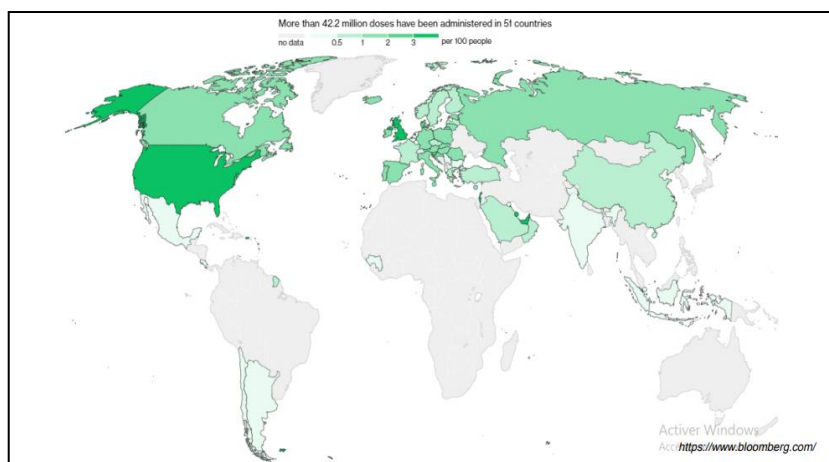 More than 42.2 million doses have been administered in 51 countries
no data 0.5 1 2 3 per 100 people
Activer Windows
Accé https://www.bloomberg.com/